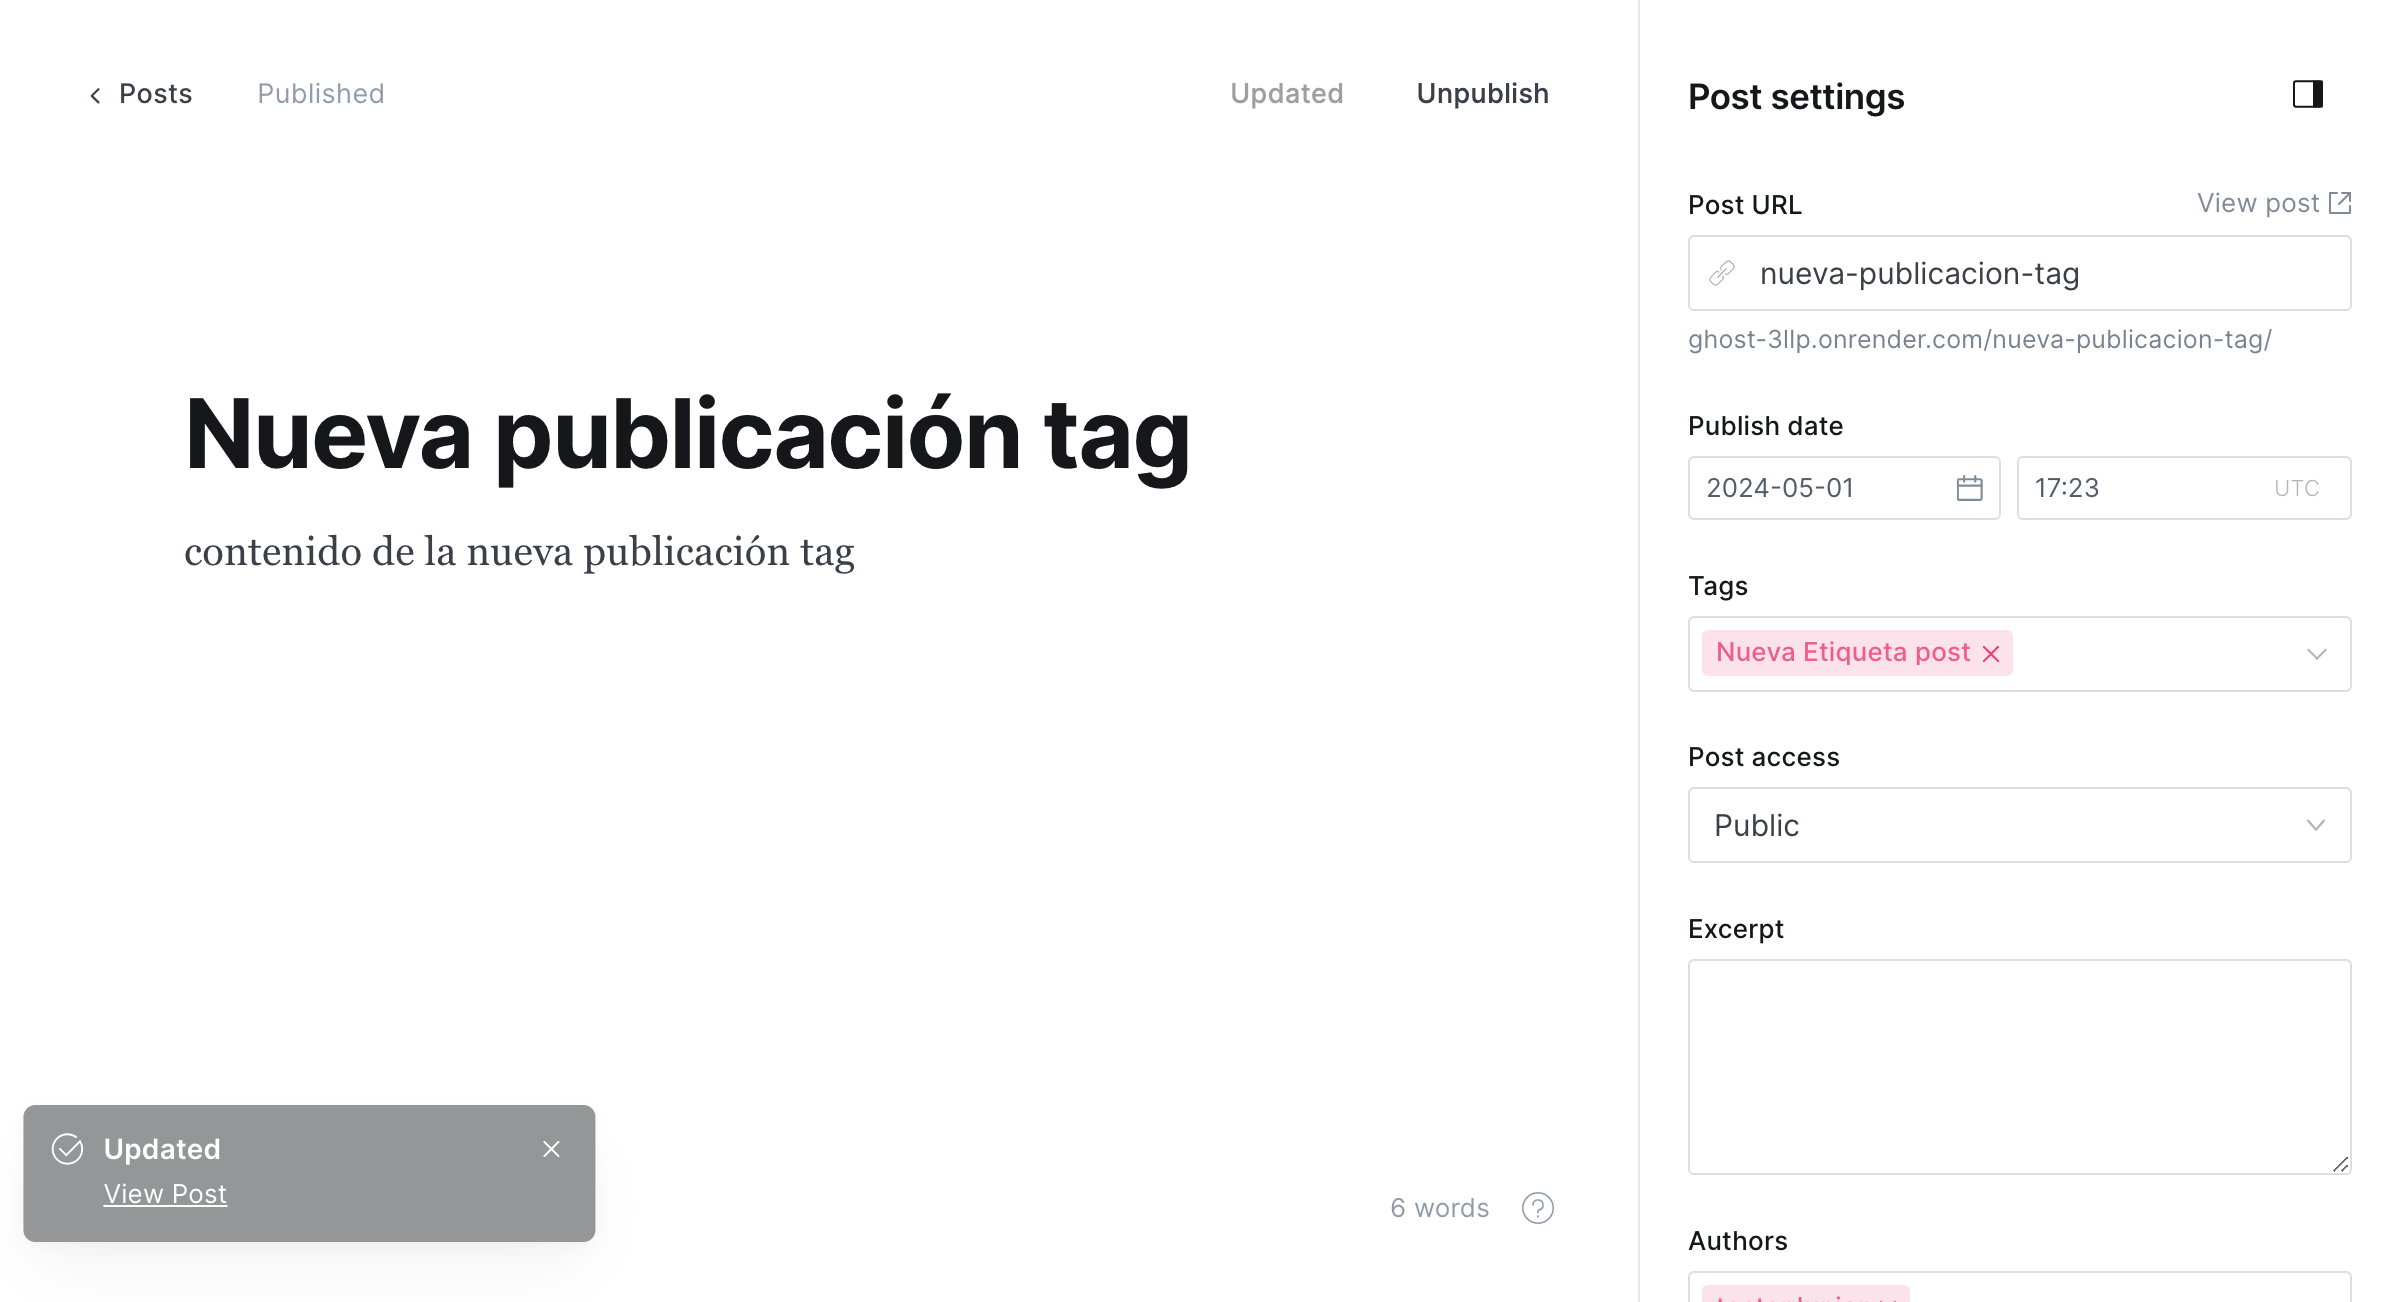 Posts Published Updated Unpublish
Nueva publicación tag
contenido de la nueva publicación tag
Updated
View Post
6 words
Post settings
Post URL View post
nueva-publicacion-tag
ghost-3llp.onrender.com/nueva-publicacion-tag/
Publish date
2024-05-01 17:23 UTC
Tags
Nueva Etiqueta post
Post access
Public
Excerpt
Authors